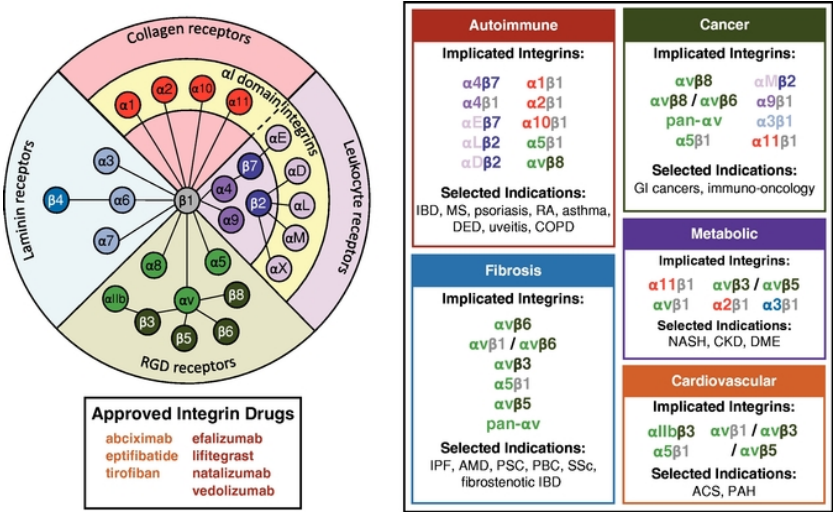 Collagen receptors
αI domain integrins
Leukocyte receptors
Laminin receptors
RGD receptors
α1
α2
α10
α11
αE
αD
αL
αM
αX
β7
β2
α4
α9
β1
α3
α6
α7
β4
α8
α5
αv
αIIb
β3
β5
β6
β8
Approved Integrin Drugs
abciximab efalizumab
eptifibatide lifitegrast
tirofiban natalizumab
vedolizumab
Autoimmune
Implicated Integrins:
α4β7 α1β1
α4β1 α2β1
αEβ7 α10β1
αLβ2 α5β1
αDβ2 αvβ8
Selected Indications:
IBD, MS, psoriasis, RA, asthma,
DED, uveitis, COPD
Fibrosis
Implicated Integrins:
αvβ6
αvβ1 / αvβ6
αvβ3
α5β1
αvβ5
pan-αv
Selected Indications:
IPF, AMD, PSC, PBC, SSc,
fibrostenotic IBD
Cancer
Implicated Integrins:
αvβ8 αMβ2
αvβ8 / αvβ6 α9β1
pan-αv α3β1
α5β1 α11β1
Selected Indications:
GI cancers, immuno-oncology
Metabolic
Implicated Integrins:
α11β1 αvβ3 / αvβ5
αvβ1 α2β1 α3β1
Selected Indications:
NASH, CKD, DME
Cardiovascular
Implicated Integrins:
αIIbβ3 αvβ1 / αvβ3
α5β1 / αvβ5
Selected Indications:
ACS, PAH